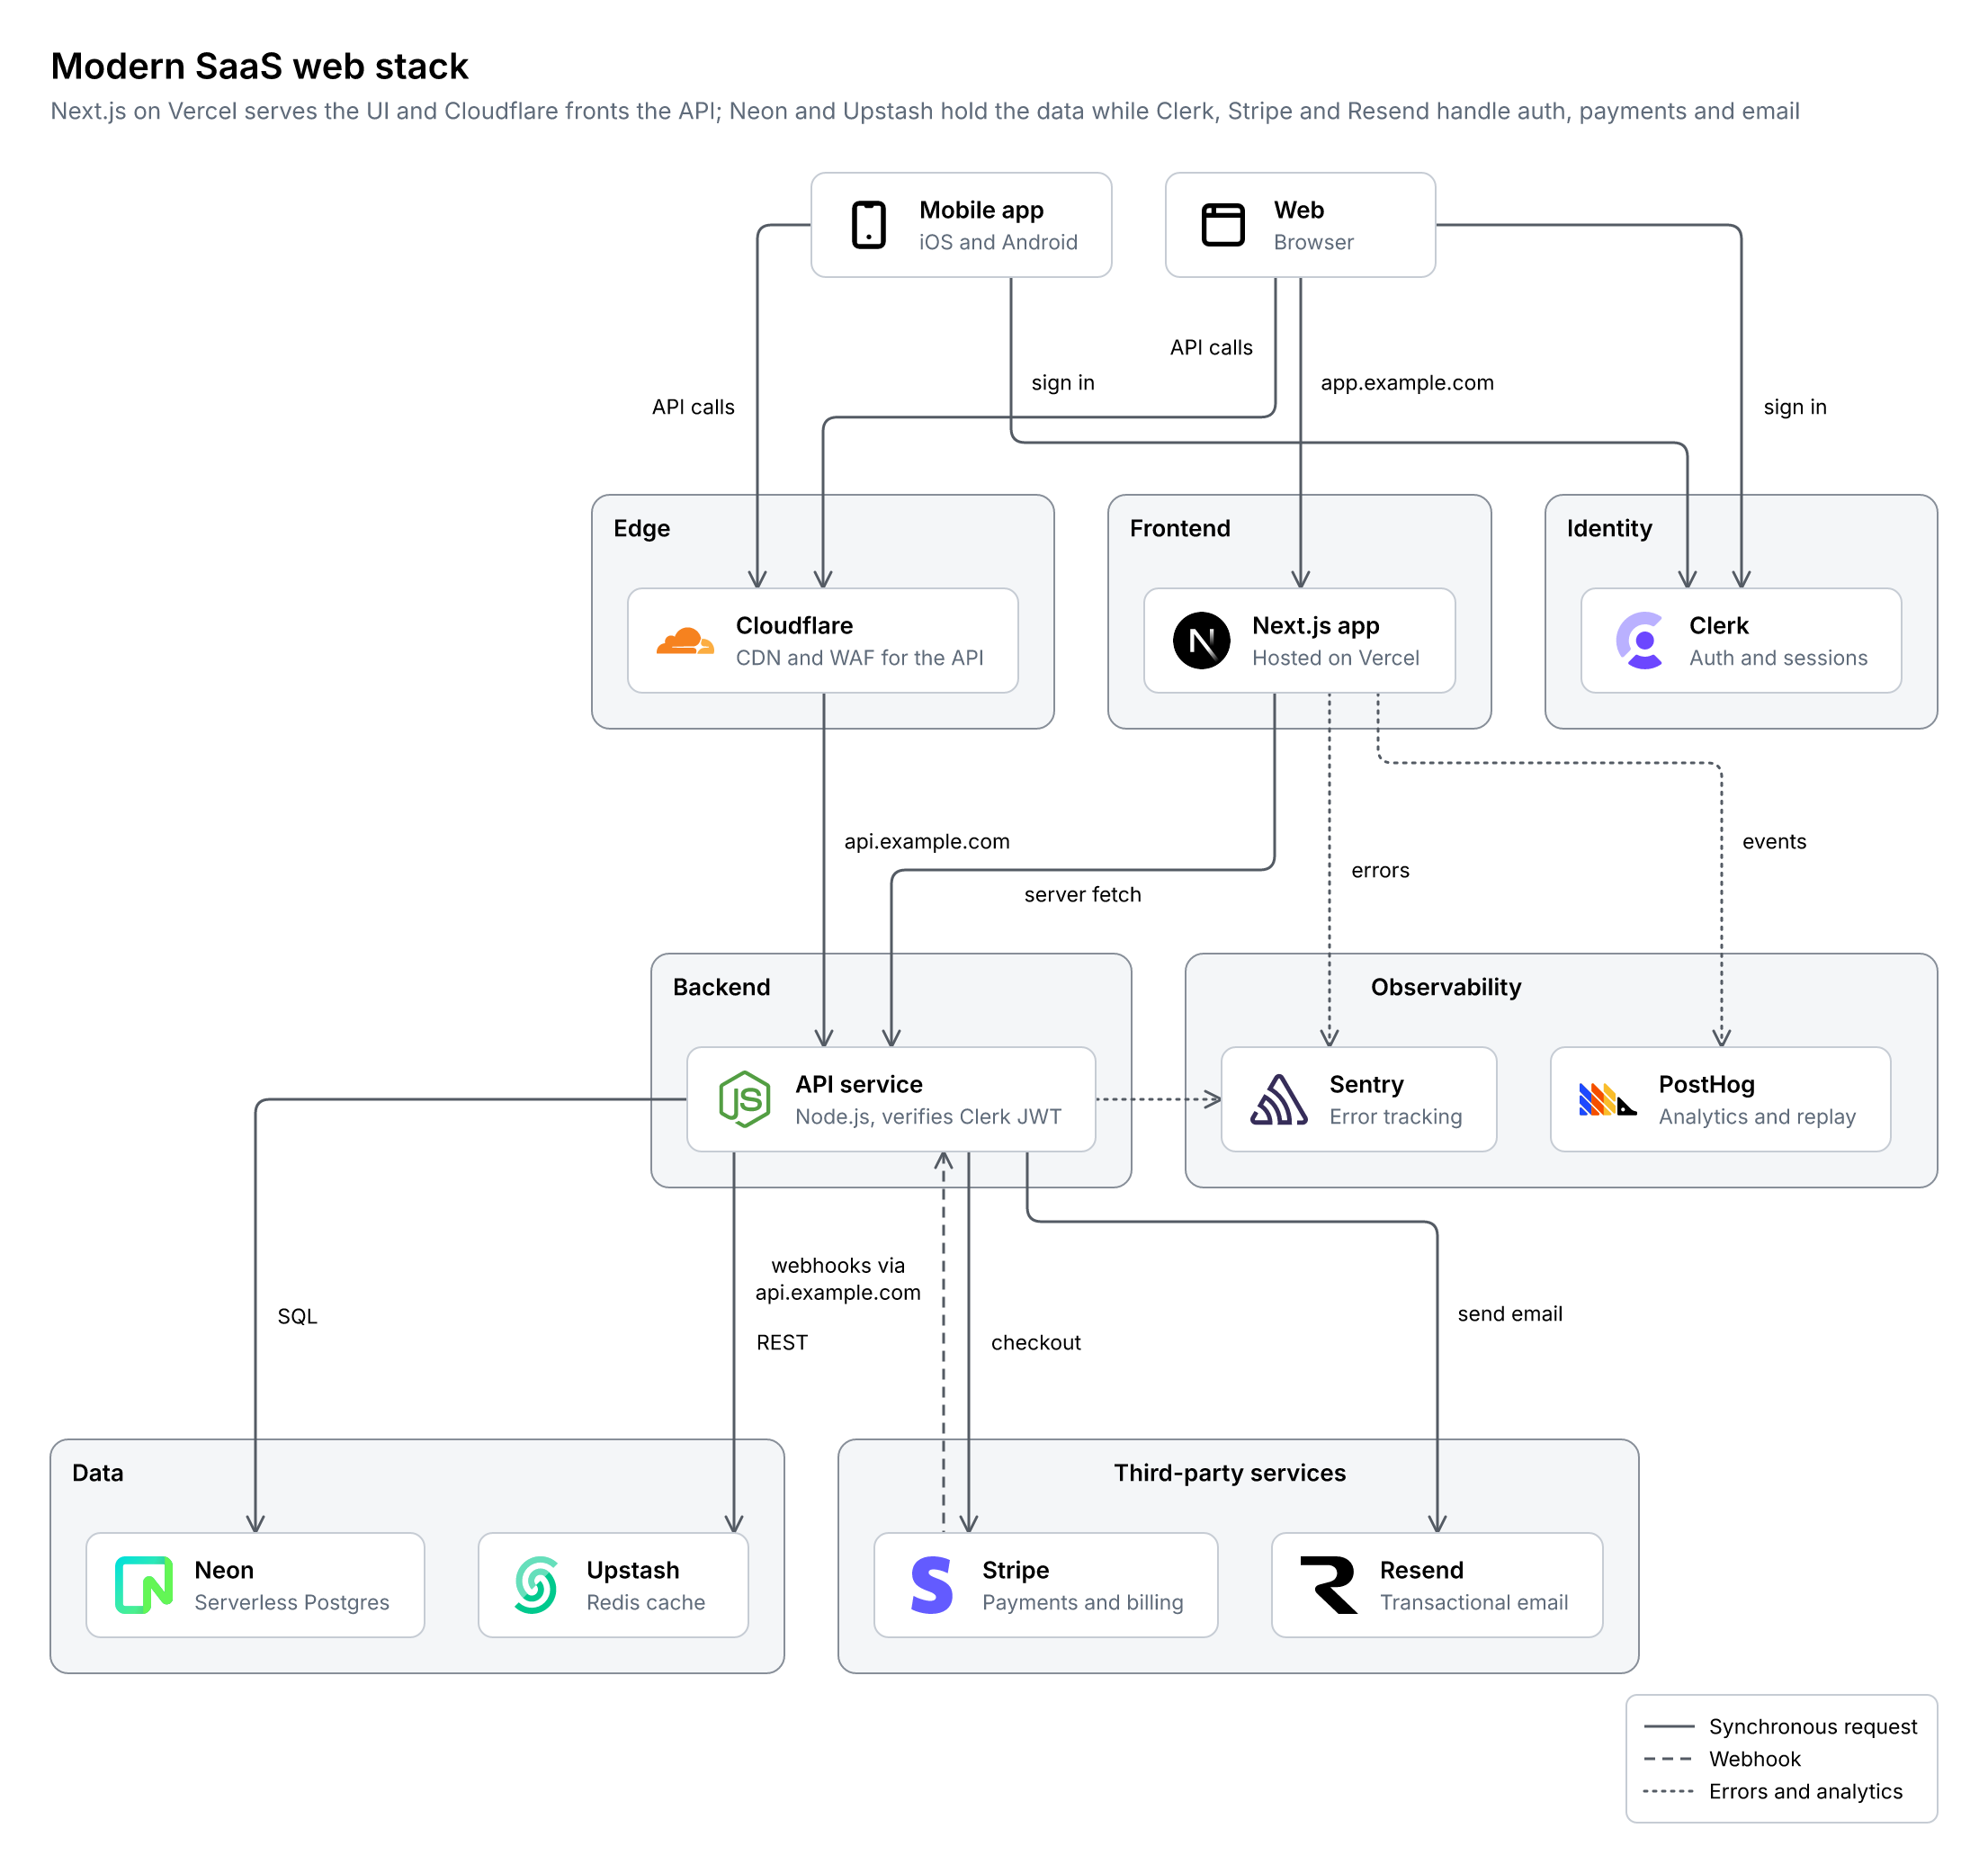 Modern SaaS web stack
Next.js on Vercel serves the UI and Cloudflare fronts the API; Neon and Upstash hold the data while Clerk, Stripe and Resend handle auth, payments and email
Mobile app
iOS and Android
Web
Browser
API calls
sign in
app.example.com
API calls
sign in
Edge
Frontend
Identity
Cloudflare
CDN and WAF for the API
Next.js app
Hosted on Vercel
Clerk
Auth and sessions
api.example.com
events
errors
server fetch
Backend
Observability
API service
Node.js, verifies Clerk JWT
Sentry
Error tracking
PostHog
Analytics and replay
webhooks via
api.example.com
SQL
send email
REST
checkout
Data
Third-party services
Neon
Serverless Postgres
Upstash
Redis cache
Stripe
Payments and billing
Resend
Transactional email
Synchronous request
Webhook
Errors and analytics